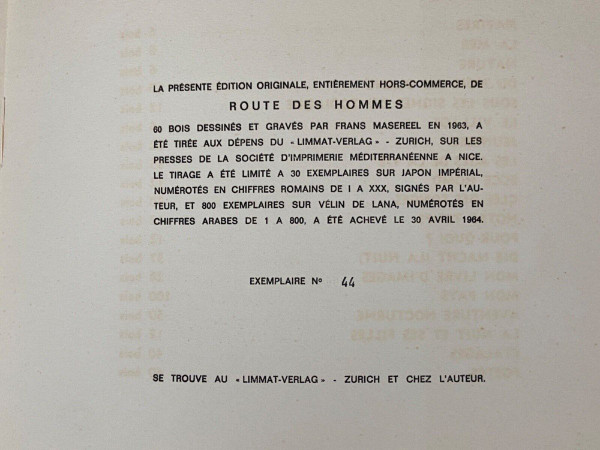 LA PRÉSENTE ÉDITION ORIGINALE, ENTIÈREMENT HORS-COMMERCE, DE
ROUTE DES HOMMES
60 BOIS DESSINÉS ET GRAVÉS PAR FRANS MASEREEL EN 1963, A
ÉTÉ TIRÉE AUX DÉPENS DU « LIMMAT-VERLAG » - ZURICH, SUR LES
PRESSES DE LA SOCIÉTÉ D'IMPRIMERIE MÉDITERRANÉENNE A NICE.
LE TIRAGE A ÉTÉ LIMITÉ A 30 EXEMPLAIRES SUR JAPON IMPÉRIAL,
NUMÉROTÉS EN CHIFFRES ROMAINS DE I A XXX, SIGNÉS PAR L'AU-
TEUR, ET 800 EXEMPLAIRES SUR VÉLIN DE LANA, NUMÉROTÉS EN
CHIFFRES ARABES DE 1 A 800, A ÉTÉ ACHEVÉ LE 30 AVRIL 1964.
EXEMPLAIRE N° 44
SE TROUVE AU « LIMMAT-VERLAG » - ZURICH ET CHEZ L'AUTEUR.